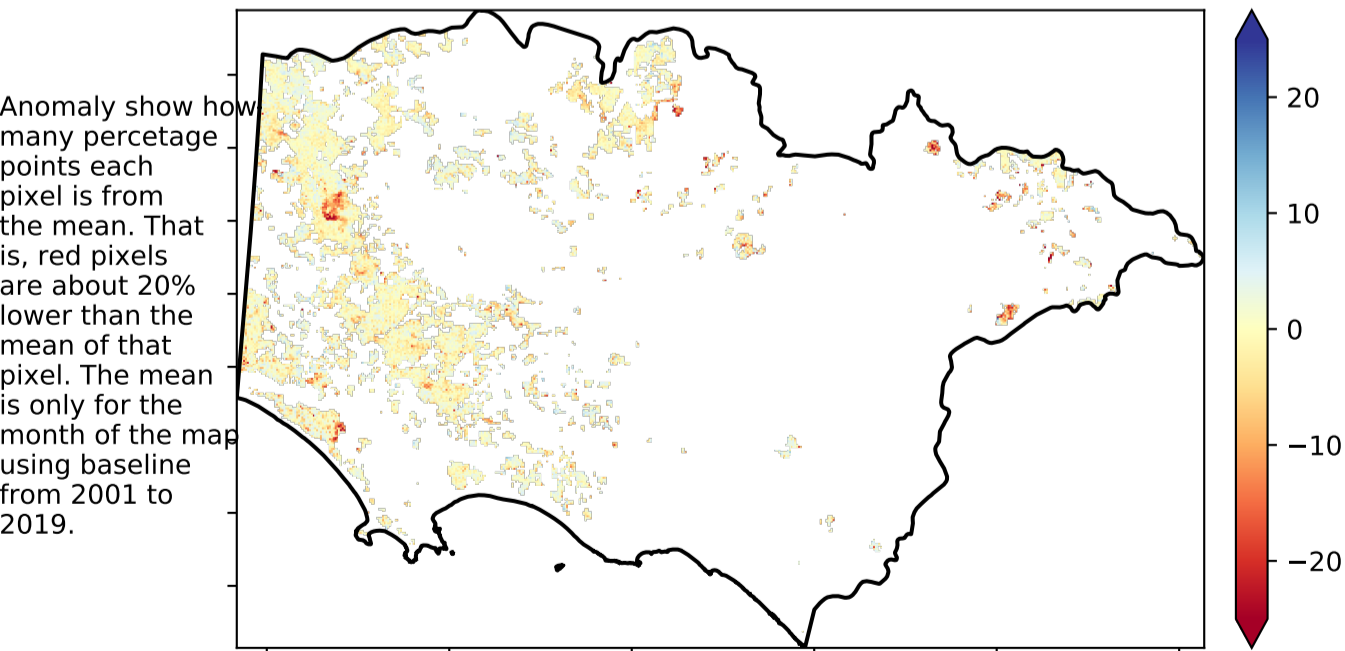 Anomaly show how
many percetage
points each
pixel is from
the mean. That
is, red pixels
are about 20%
lower than the
mean of that
pixel. The mean
is only for the
month of the map
using baseline
from 2001 to
2019.
20
10
0
−10
−20